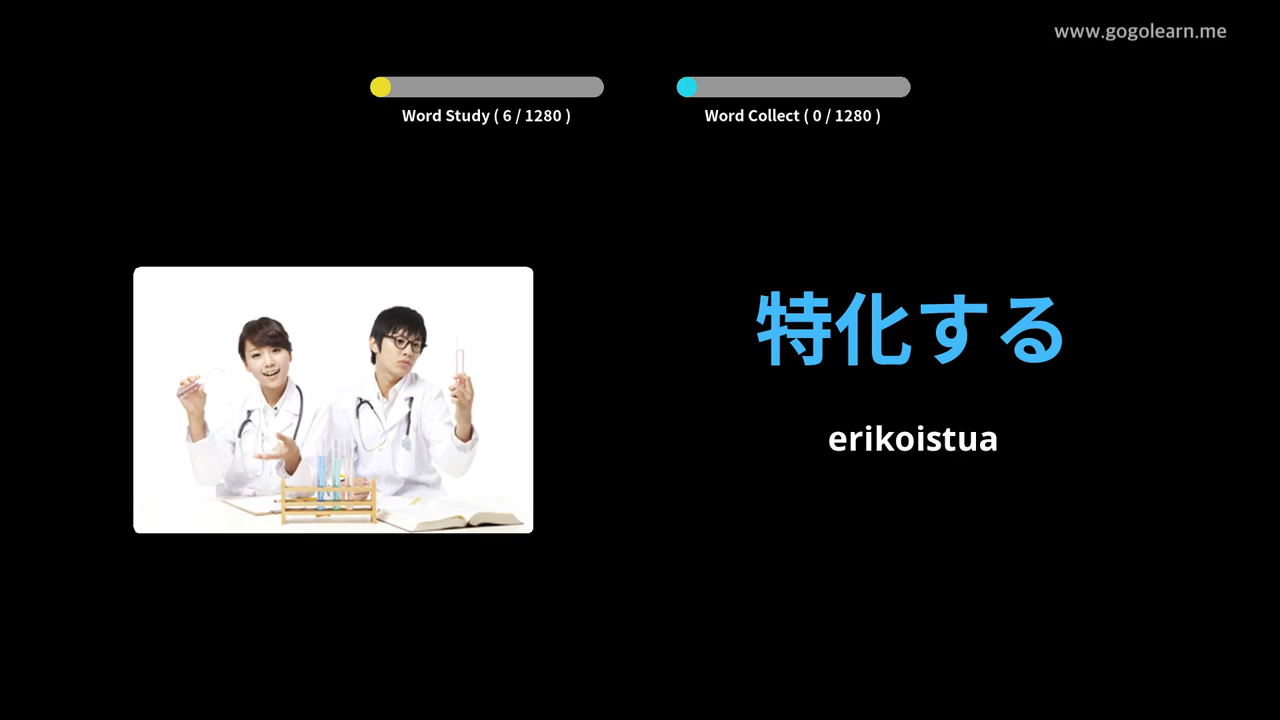 www.gogolearn.me
Word Study ( 6 / 1280 )
Word Collect ( 0 / 1280 )
特化する
erikoistua